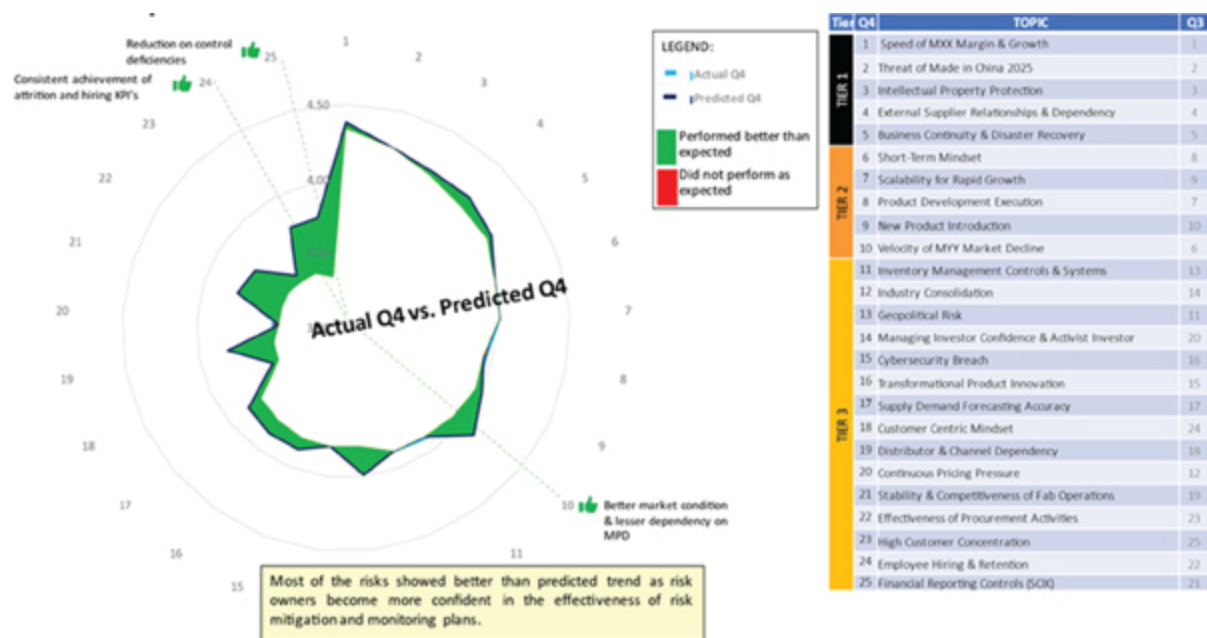 Reduction on control
deficiencies
Consistent achievement of
attrition and hiring KPI's
1
2
3
4
5
6
7
8
9
10
11
15
16
17
18
19
20
21
22
23
24
25
4.50
4.00
Actual Q4 vs. Predicted Q4
Better market condition
& lesser dependency on
MPD
LEGEND:
Actual Q4
Predicted Q4
Performed better than
expected
Did not perform as
expected
Most of the risks showed better than predicted trend as risk
owners become more confident in the effectiveness of risk
mitigation and monitoring plans.
Tier Q4 TOPIC Q3
TIER 1
1 Speed of MXX Margin & Growth 1
2 Threat of Made in China 2025 2
3 Intellectual Property Protection 3
4 External Supplier Relationships & Dependency 4
5 Business Continuity & Disaster Recovery 5
TIER 2
6 Short-Term Mindset 8
7 Scalability for Rapid Growth 9
8 Product Development Execution 7
9 New Product Introduction 10
10 Velocity of MYY Market Decline 6
TIER 3
11 Inventory Management Controls & Systems 13
12 Industry Consolidation 14
13 Geopolitical Risk 11
14 Managing Investor Confidence & Activist Investor 20
15 Cybersecurity Breach 16
16 Transformational Product Innovation 15
17 Supply Demand Forecasting Accuracy 17
18 Customer Centric Mindset 24
19 Distributor & Channel Dependency 18
20 Continuous Pricing Pressure 12
21 Stability & Competitiveness of Fab Operations 19
22 Effectiveness of Procurement Activities 23
23 High Customer Concentration 25
24 Employee Hiring & Retention 22
25 Financial Reporting Controls (SOX) 21